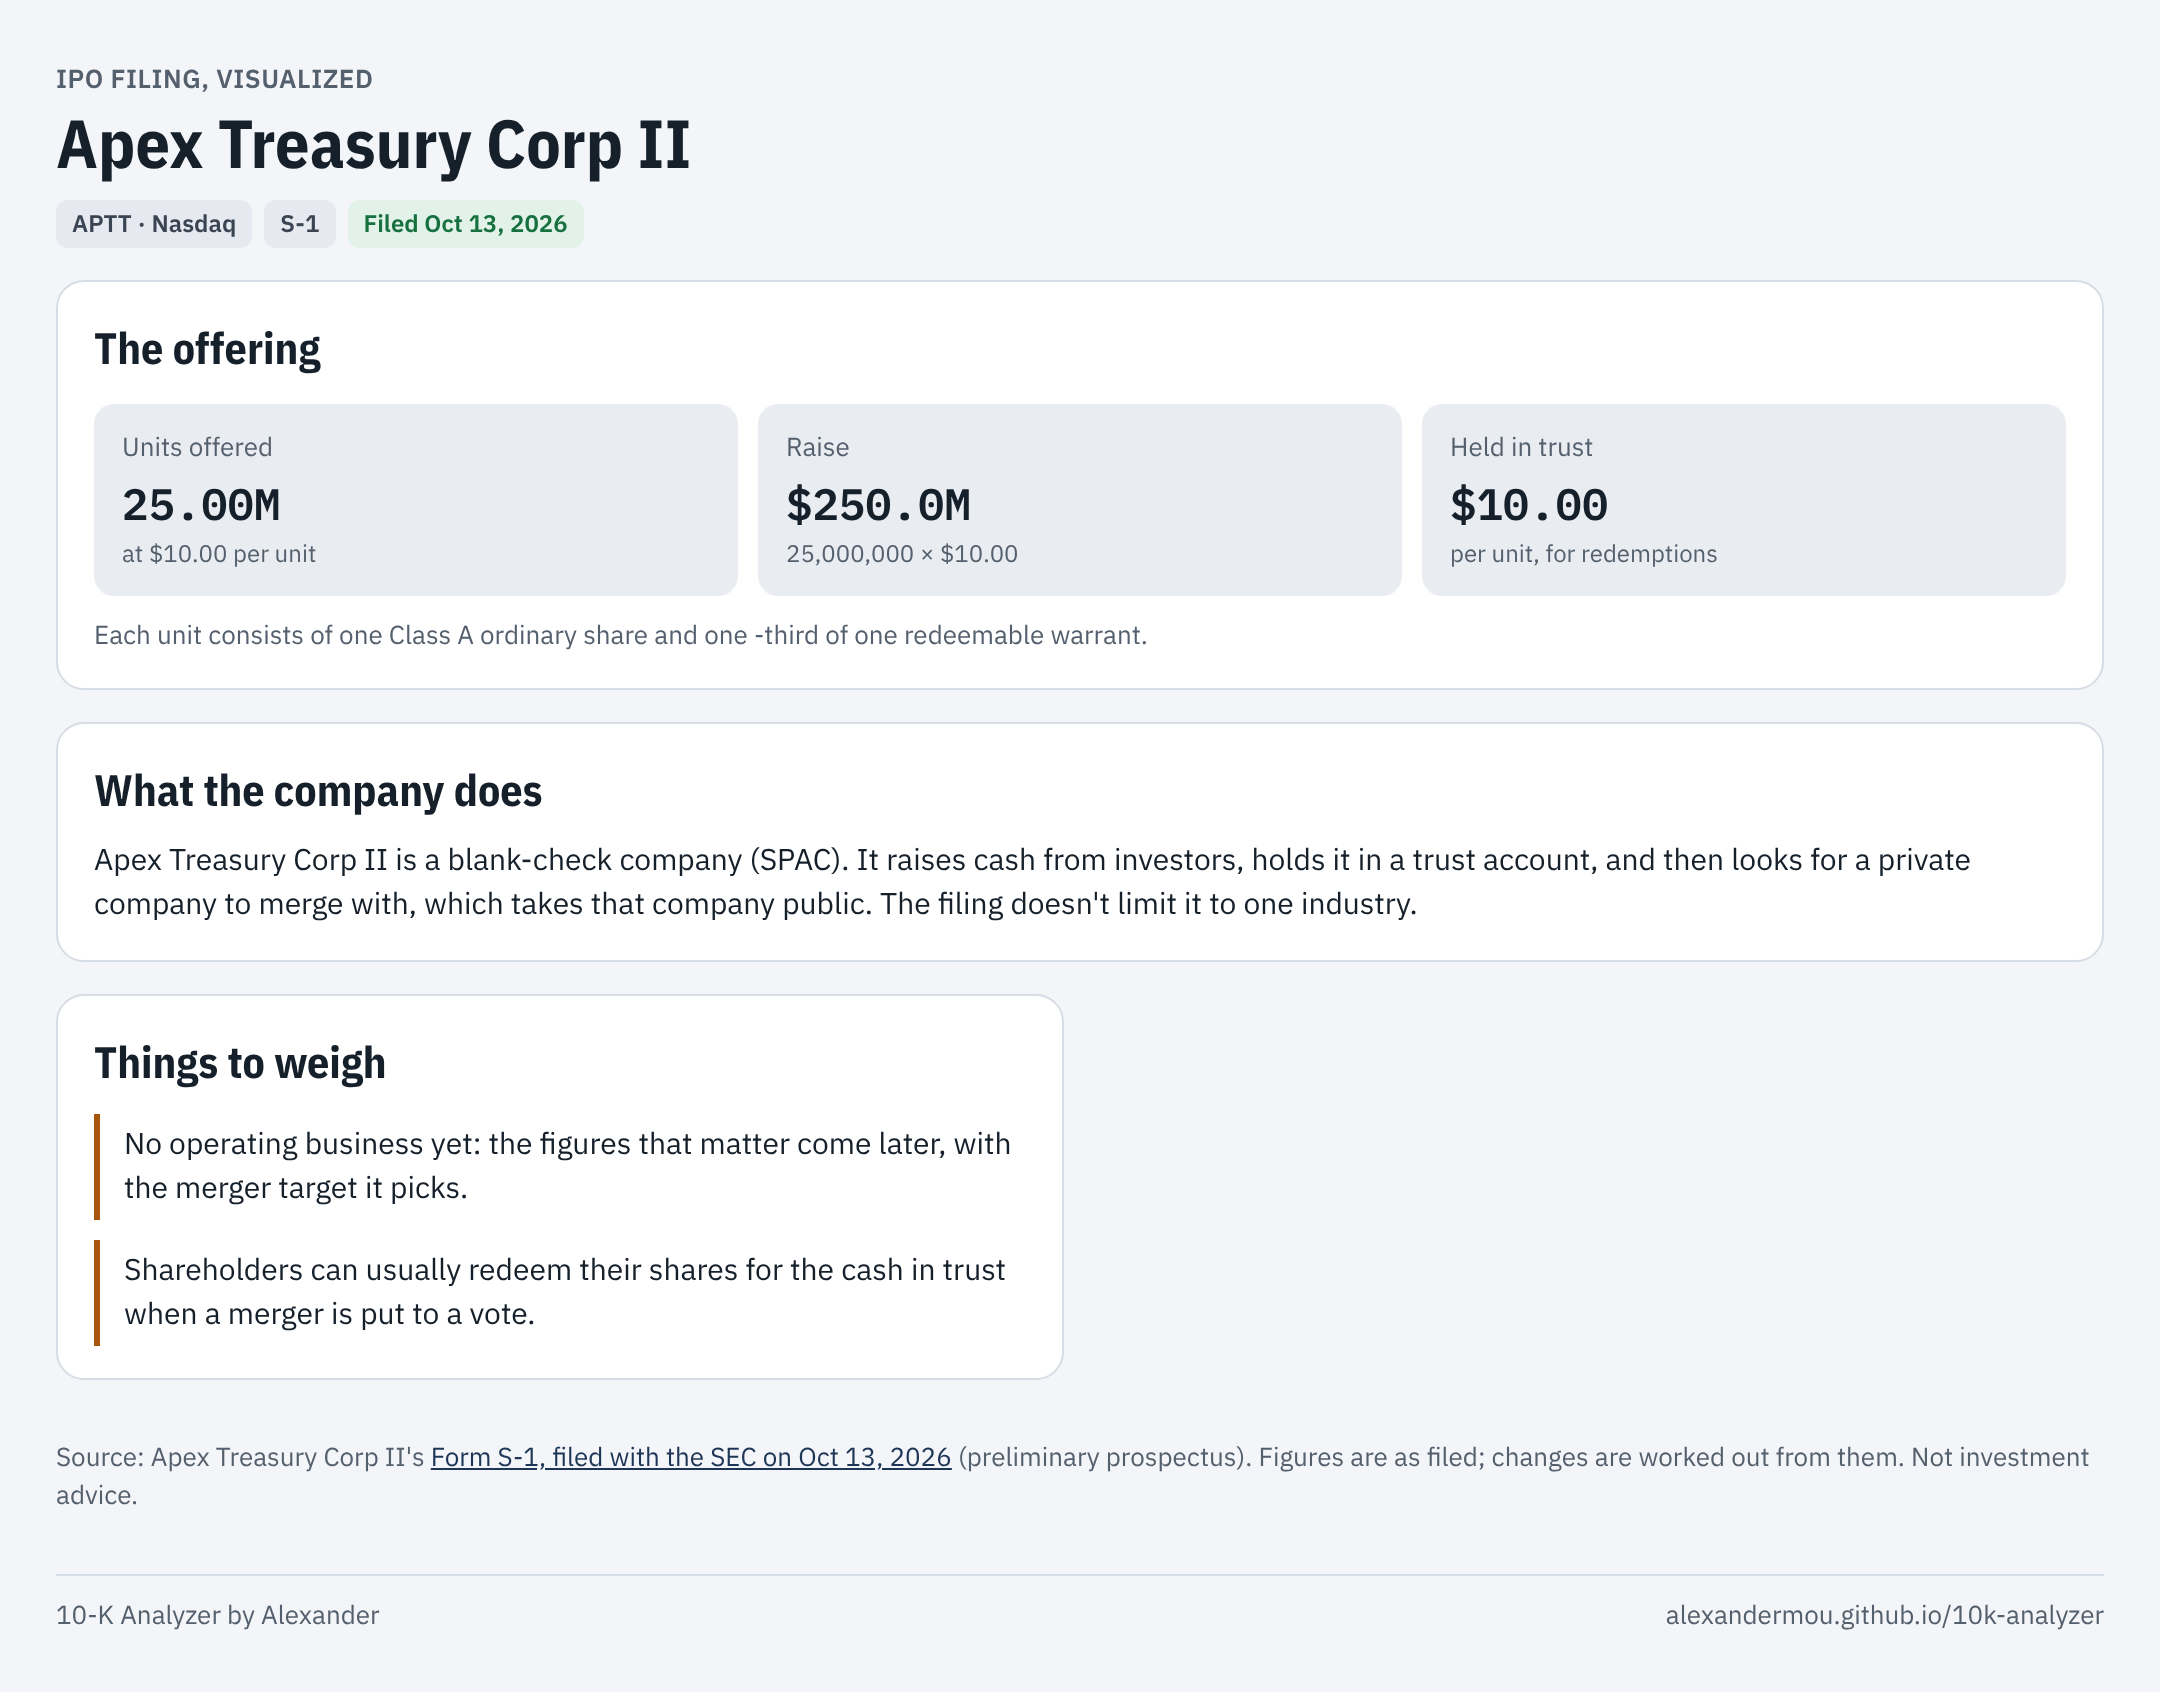 IPO FILING, VISUALIZED
Apex Treasury Corp II
APTT · Nasdaq S-1 Filed Oct 13, 2026
The offering
Units offered
25.00M
at $10.00 per unit
Raise
$250.0M
25,000,000 × $10.00
Held in trust
$10.00
per unit, for redemptions
Each unit consists of one Class A ordinary share and one -third of one redeemable warrant.
What the company does
Apex Treasury Corp II is a blank-check company (SPAC). It raises cash from investors, holds it in a trust account, and then looks for a private
company to merge with, which takes that company public. The filing doesn't limit it to one industry.
Things to weigh
No operating business yet: the figures that matter come later, with
the merger target it picks.
Shareholders can usually redeem their shares for the cash in trust
when a merger is put to a vote.
Source: Apex Treasury Corp II's Form S-1, filed with the SEC on Oct 13, 2026 (preliminary prospectus). Figures are as filed; changes are worked out from them. Not investment
advice.
10-K Analyzer by Alexander
alexandermou.github.io/10k-analyzer